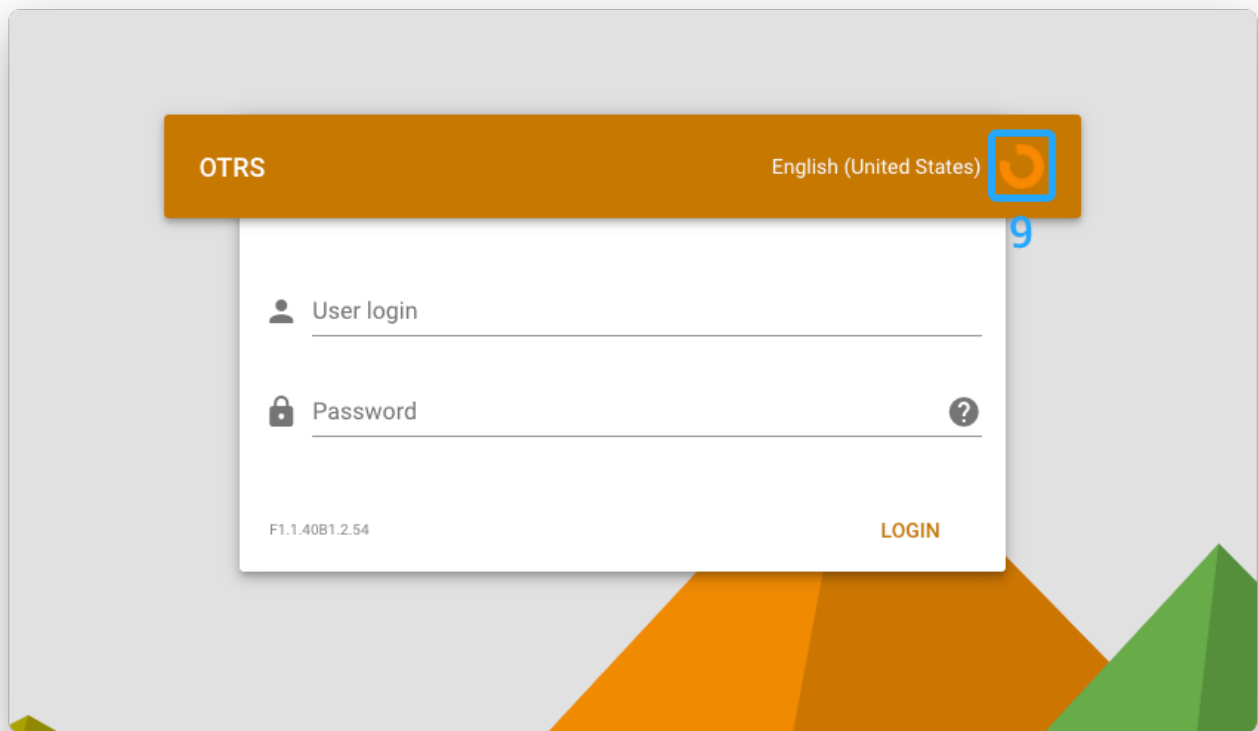 OTRS
English (United States)
9
User login
Password
F1.1.40B1.2.54
LOGIN